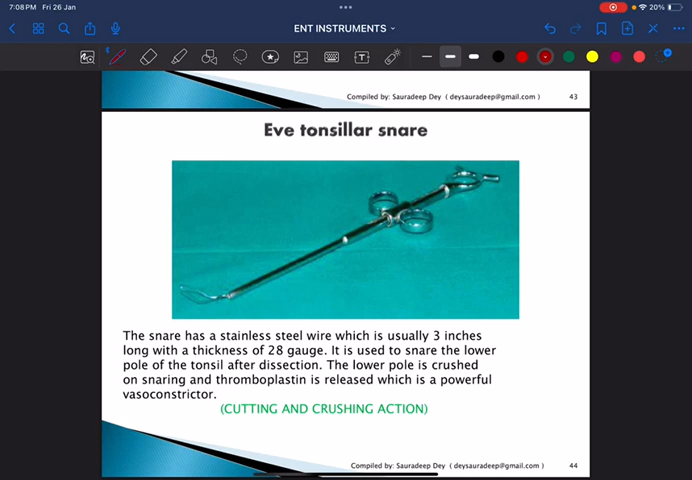 7:08 PM Fri 26 Jan
20%
ENT INSTRUMENTS
T
Compiled by: Sauradeep Dey ( deysauradeep@gmail.com ) 43
Eve tonsillar snare
The snare has a stainless steel wire which is usually 3 inches
long with a thickness of 28 gauge. It is used to snare the lower
pole of the tonsil after dissection. The lower pole is crushed
on snaring and thromboplastin is released which is a powerful
vasoconstrictor.
(CUTTING AND CRUSHING ACTION)
Compiled by: Sauradeep Dey ( deysauradeep@gmail.com ) 44